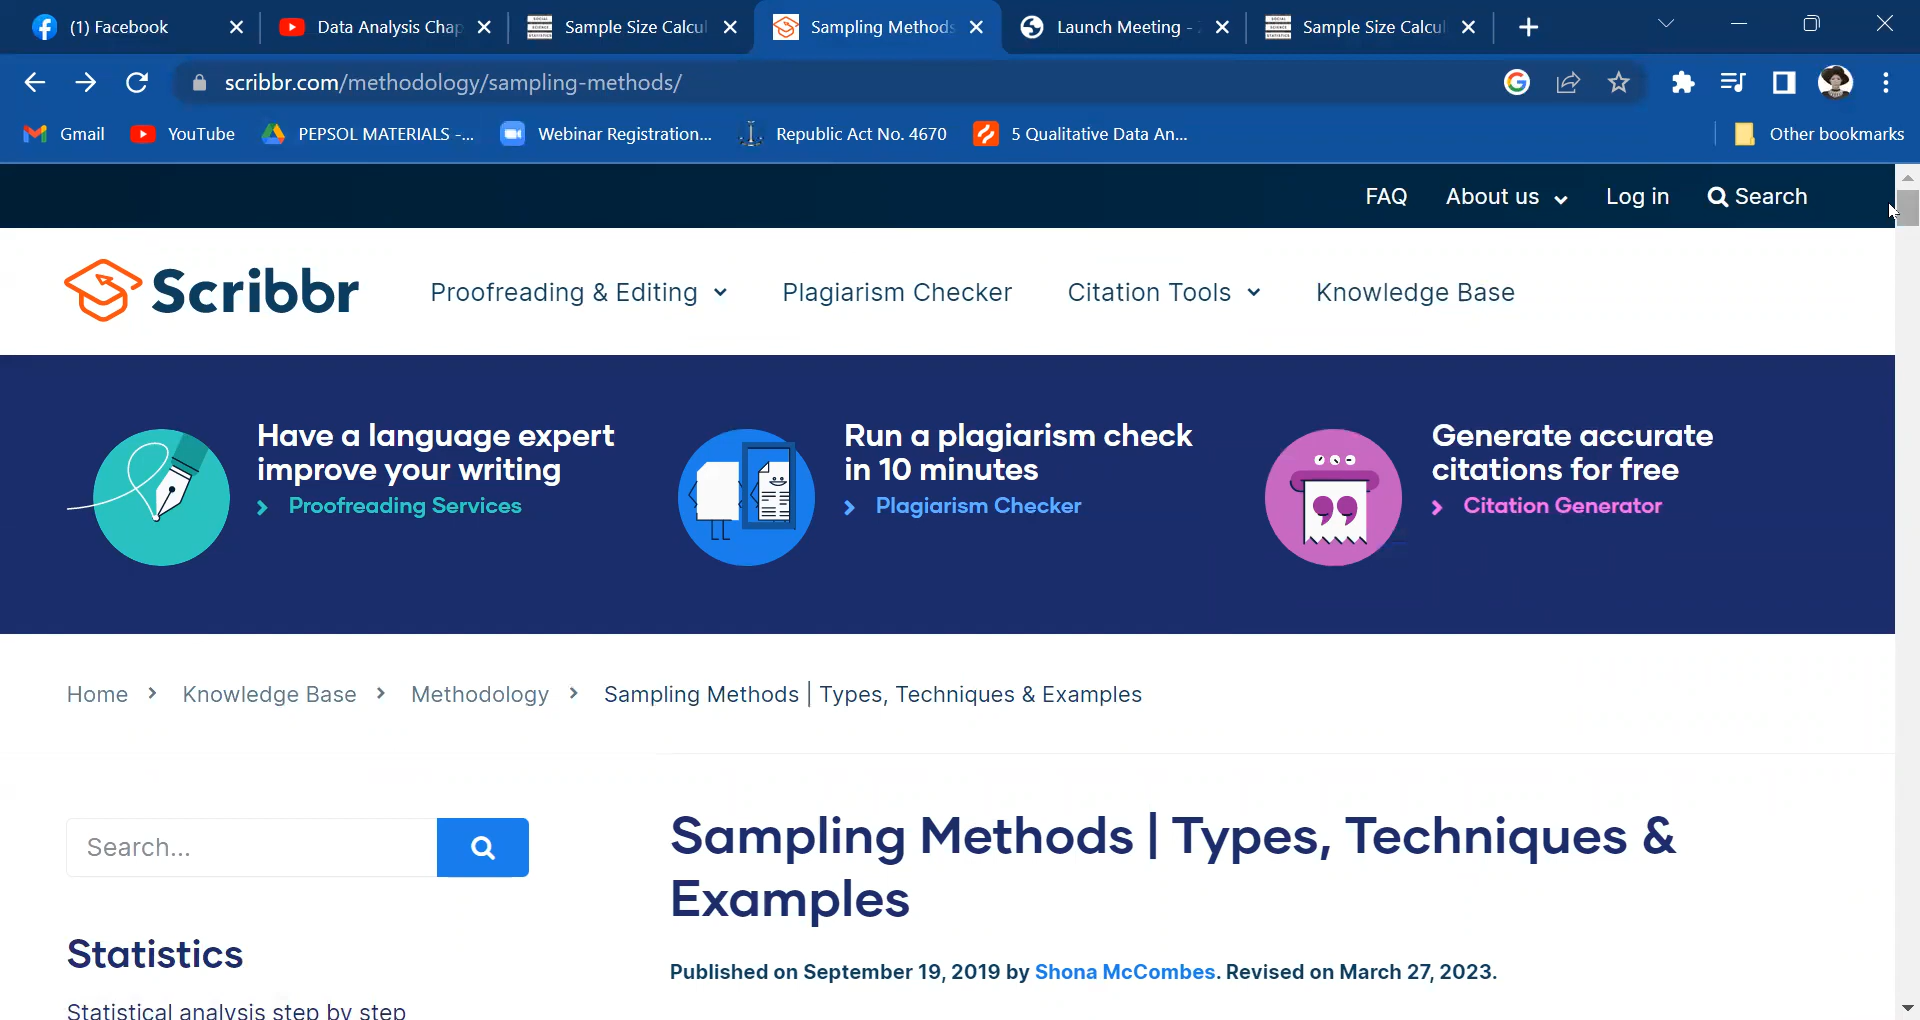 (1) Facebook
Data Analysis Chap
Sample Size Calcul
Sampling Methods
Launch Meeting -
Sample Size Calcul
scribbr.com/methodology/sampling-methods/
Gmail
YouTube
PEPSOL MATERIALS -...
Webinar Registration...
Republic Act No. 4670
5 Qualitative Data An...
Other bookmarks
FAQ
About us
Log in
Search
Scribbr
Proofreading & Editing
Plagiarism Checker
Citation Tools
Knowledge Base
Have a language expert
improve your writing
Proofreading Services
Run a plagiarism check
in 10 minutes
Plagiarism Checker
Generate accurate
citations for free
Citation Generator
Home > Knowledge Base > Methodology > Sampling Methods | Types, Techniques & Examples
Search...
Statistics
Statistical analysis step by step
Sampling Methods | Types, Techniques &
Examples
Published on September 19, 2019 by Shona McCombes. Revised on March 27, 2023.